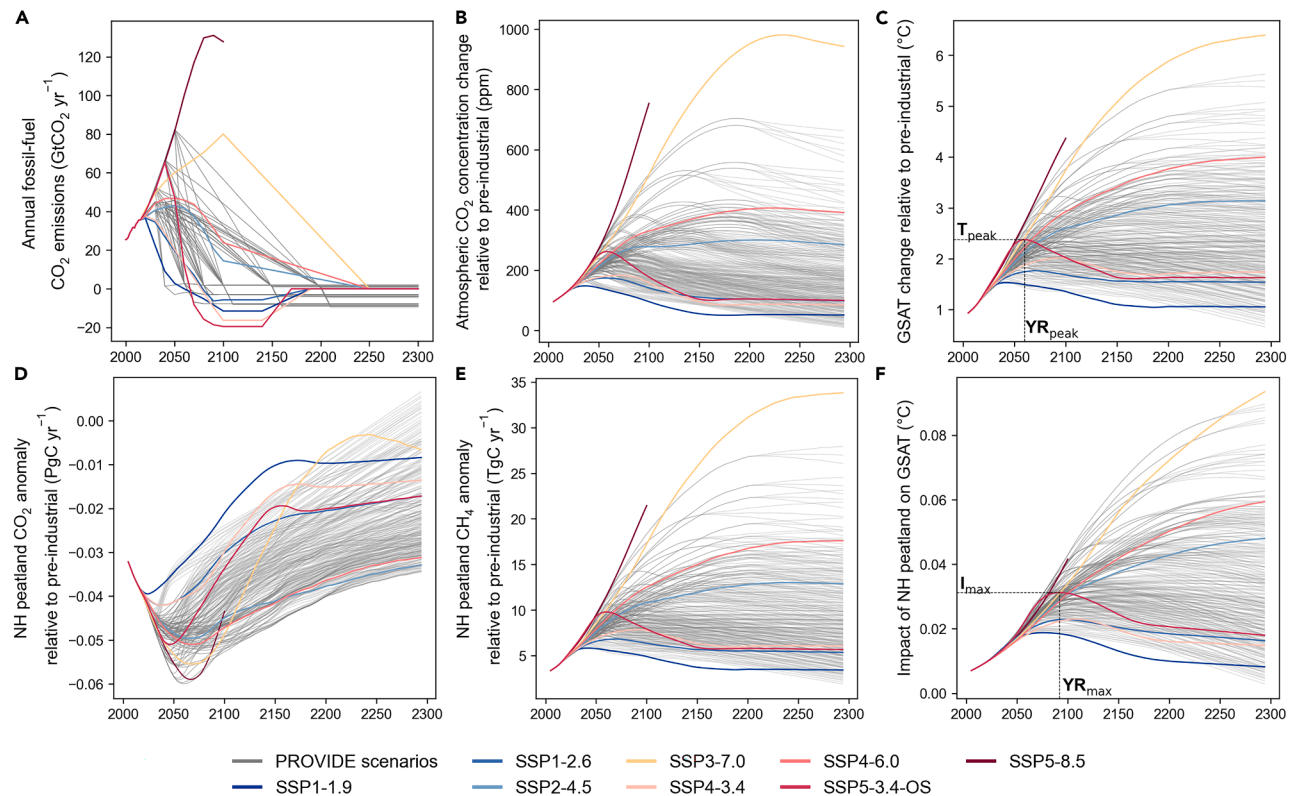 A
Annual fossil-fuel
CO2 emissions (GtCO2 yr−1)
120
100
80
60
40
20
0
−20
2000 2050 2100 2150 2200 2250 2300
B
Atmospheric CO2 concentration change
relative to pre-industrial (ppm)
1000
800
600
400
200
0
2000 2050 2100 2150 2200 2250 2300
C
GSAT change relative to pre-industrial (°C)
6
5
4
3
2
1
Tpeak
YRpeak
2000 2050 2100 2150 2200 2250 2300
D
NH peatland CO2 anomaly
relative to pre-industrial (PgC yr−1)
0.00
−0.01
−0.02
−0.03
−0.04
−0.05
−0.06
2000 2050 2100 2150 2200 2250 2300
E
NH peatland CH4 anomaly
relative to pre-industrial (TgC yr−1)
35
30
25
20
15
10
5
2000 2050 2100 2150 2200 2250 2300
F
Impact of NH peatland on GSAT (°C)
0.08
0.06
0.04
0.02
0.00
Imax
YRmax
2000 2050 2100 2150 2200 2250 2300
PROVIDE scenarios SSP1-2.6 SSP3-7.0 SSP4-6.0 SSP5-8.5
SSP1-1.9 SSP2-4.5 SSP4-3.4 SSP5-3.4-OS